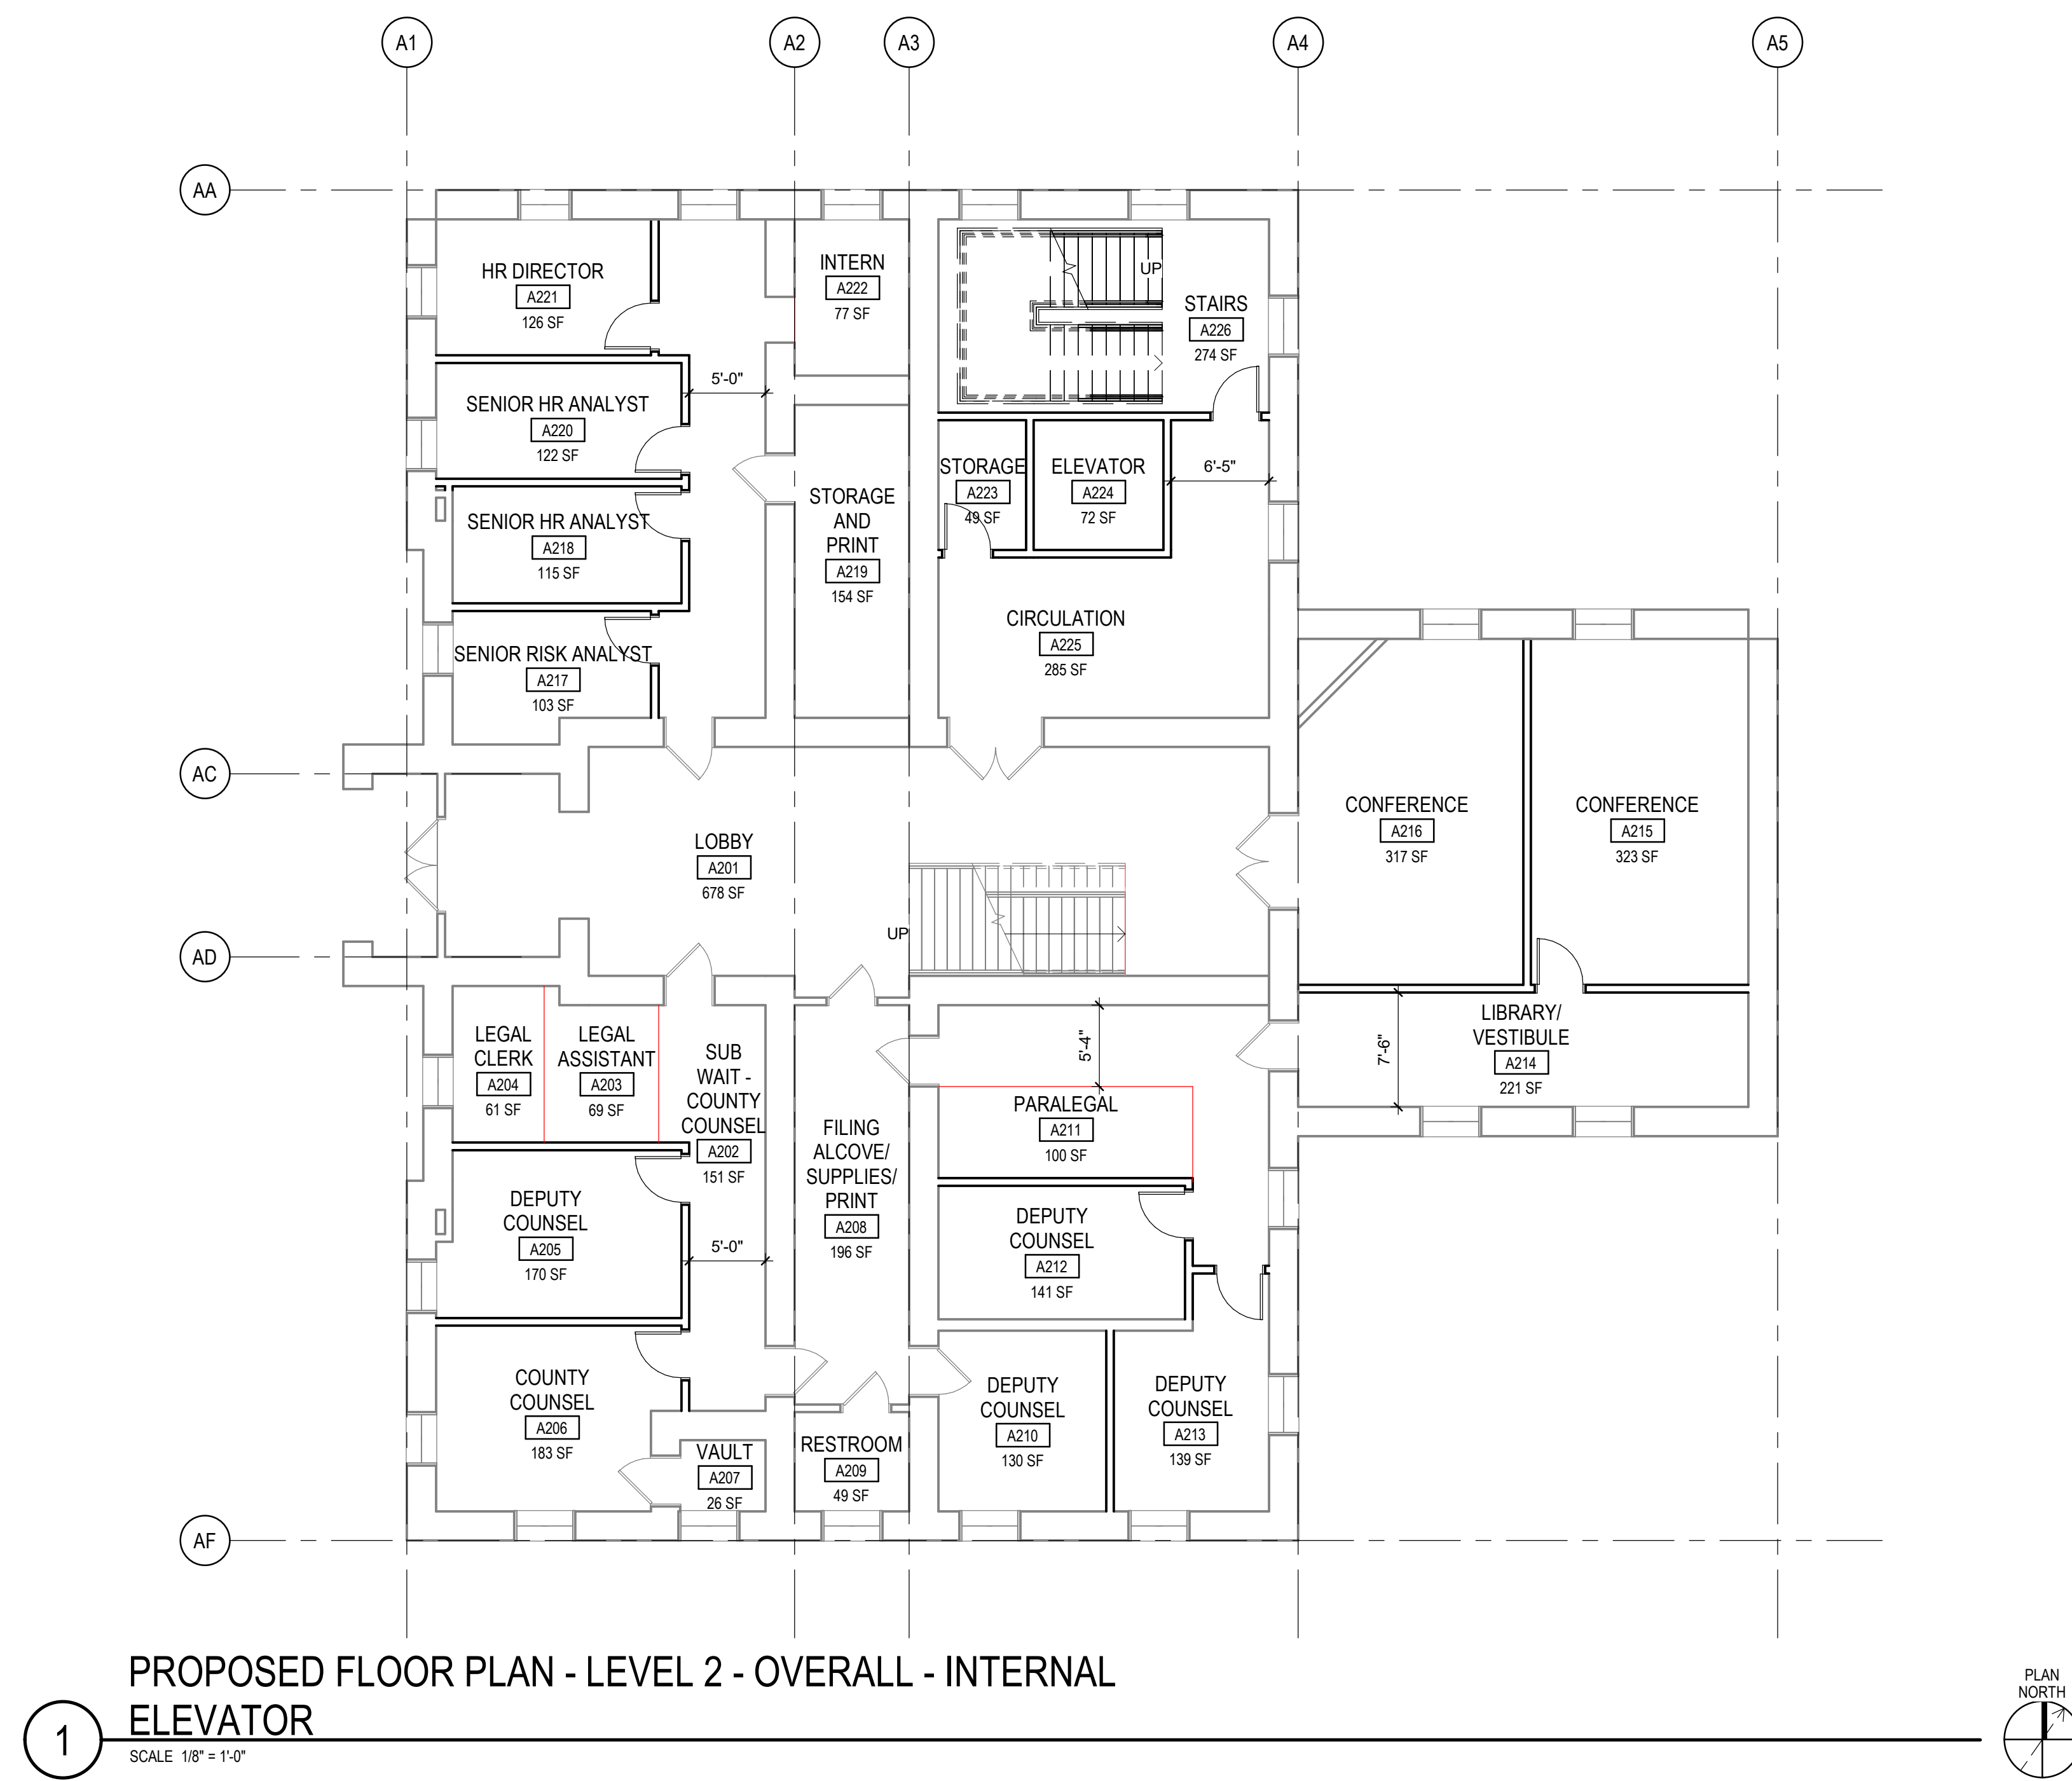 A1
A2
A3
A4
A5
AA
HR DIRECTOR
A221
126 SF
INTERN
A222
77 SF
UP
STAIRS
A226
274 SF
5'-0"
SENIOR HR ANALYST
A220
122 SF
STORAGE
A223
49 SF
ELEVATOR
A224
72 SF
6'-5"
STORAGE
AND
PRINT
A219
154 SF
SENIOR HR ANALYST
A218
115 SF
CIRCULATION
A225
285 SF
SENIOR RISK ANALYST
A217
103 SF
AC
CONFERENCE
A216
317 SF
CONFERENCE
A215
323 SF
LOBBY
A201
678 SF
UP
AD
LEGAL
CLERK
A204
61 SF
LEGAL
ASSISTANT
A203
69 SF
SUB
WAIT -
COUNTY
COUNSEL
A202
151 SF
5'-4"
7'-6"
LIBRARY/
VESTIBULE
A214
221 SF
PARALEGAL
A211
100 SF
FILING
ALCOVE/
SUPPLIES/
PRINT
A208
196 SF
DEPUTY
COUNSEL
A205
170 SF
5'-0"
DEPUTY
COUNSEL
A212
141 SF
COUNTY
COUNSEL
A206
183 SF
VAULT
A207
26 SF
RESTROOM
A209
49 SF
DEPUTY
COUNSEL
A210
130 SF
DEPUTY
COUNSEL
A213
139 SF
AF
PROPOSED FLOOR PLAN - LEVEL 2 - OVERALL - INTERNAL
ELEVATOR
1
SCALE 1/8" = 1'-0"
PLAN
NORTH